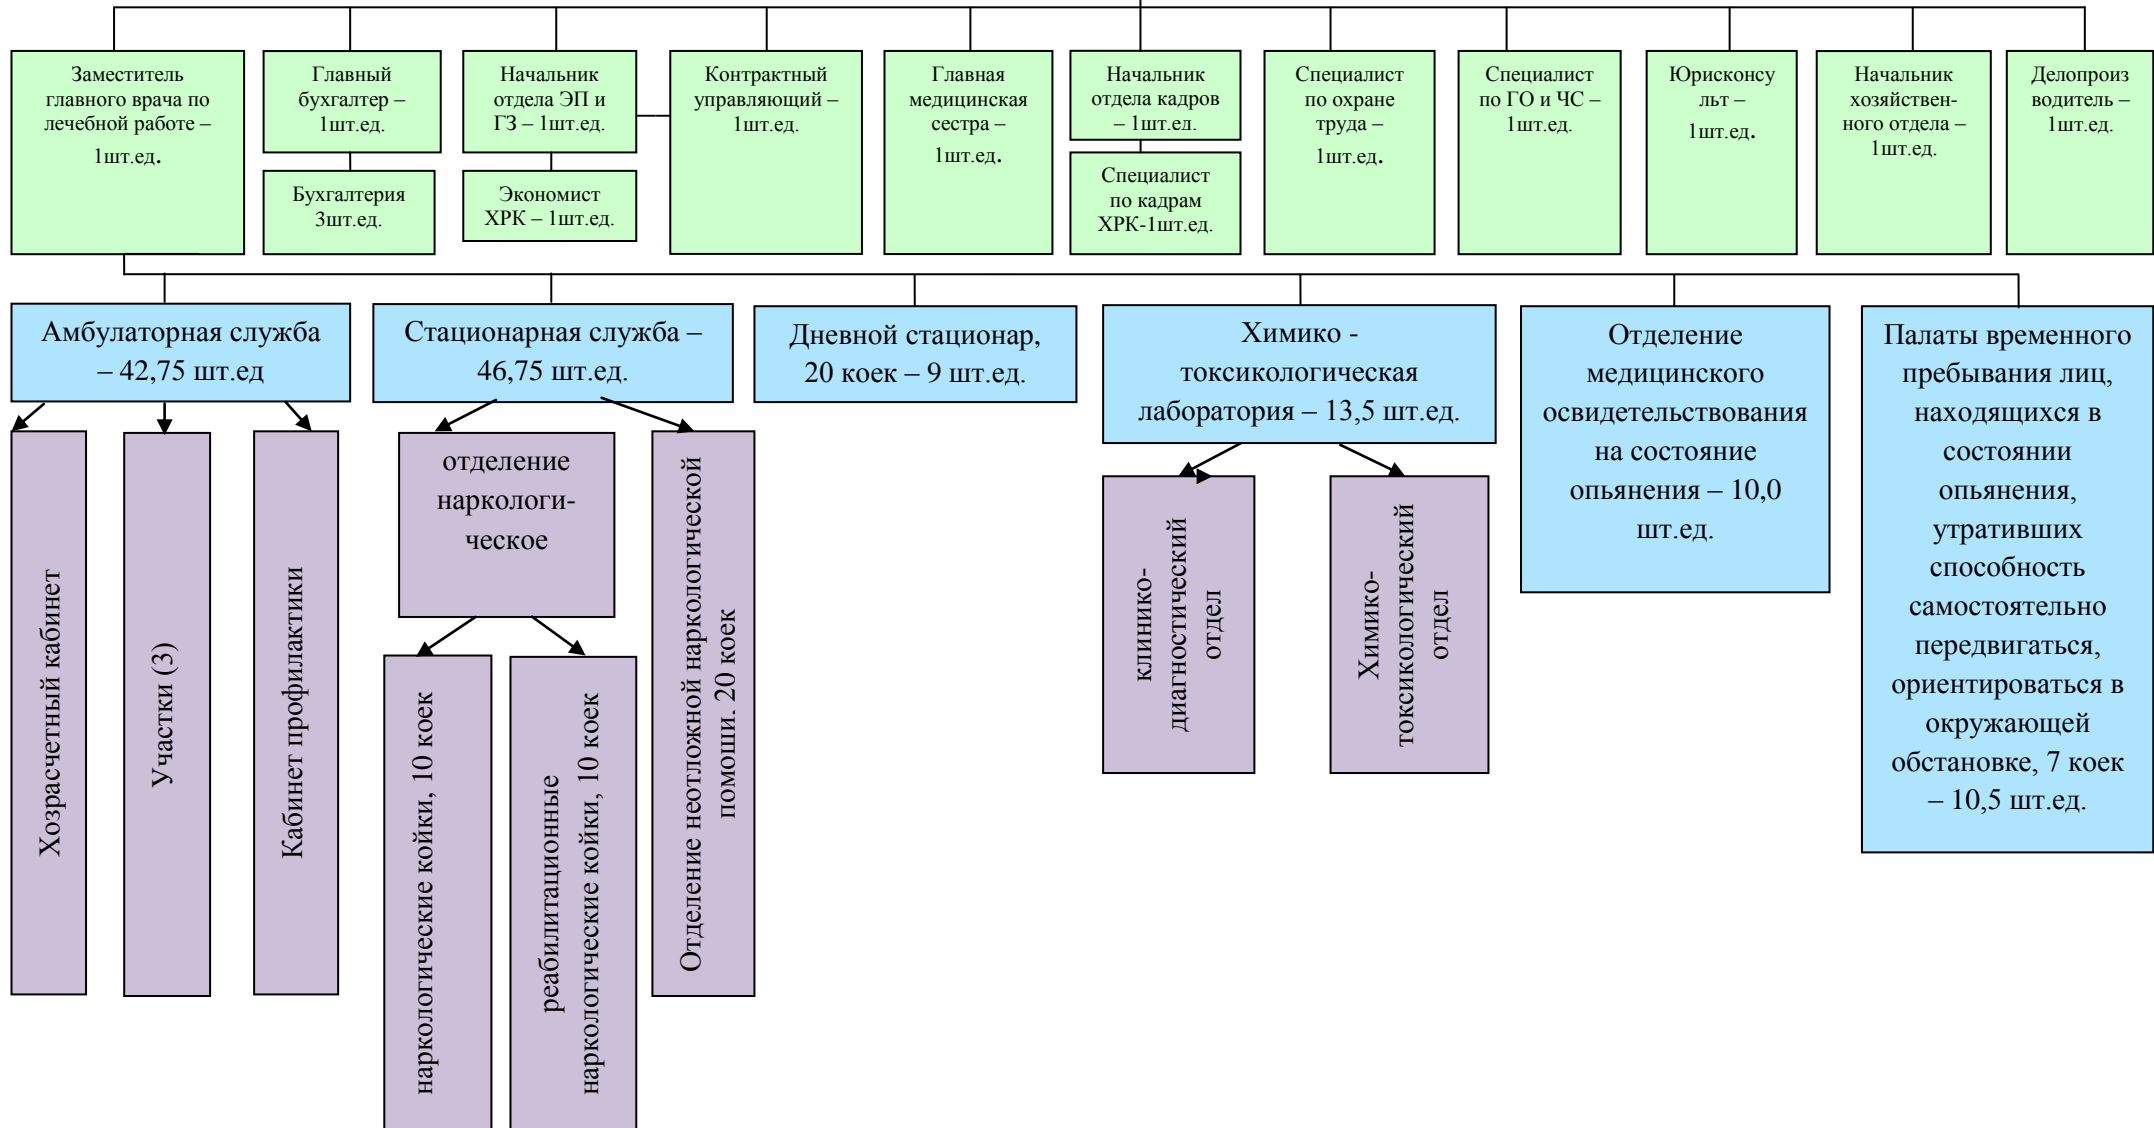 Заместитель
главного врача по
лечебной работе –
1шт.ед.
Главный
бухгалтер –
1шт.ед.
Бухгалтерия
3шт.ед.
Начальник
отдела ЭП и
ГЗ – 1шт.ед.
Экономист
ХРК – 1шт.ед.
Контрактный
управляющий –
1шт.ед.
Главная
медицинская
сестра –
1шт.ед.
Начальник
отдела кадров
– 1шт.ед.
Специалист
по кадрам
ХРК-1шт.ед.
Специалист
по охране
труда –
1шт.ед.
Специалист
по ГО и ЧС –
1шт.ед.
Юрисконсу
льт –
1шт.ед.
Начальник
хозяйствен-
ного отдела –
1шт.ед.
Делопроиз
водитель –
1шт.ед.
Амбулаторная служба
– 42,75 шт.ед
Стационарная служба –
46,75 шт.ед.
Дневной стационар,
20 коек – 9 шт.ед.
Химико -
токсикологическая
лаборатория – 13,5 шт.ед.
Отделение
медицинского
освидетельствования
на состояние
опьянения – 10,0
шт.ед.
Палаты временного
пребывания лиц,
находящихся в
состоянии
опьянения,
утративших
способность
самостоятельно
передвигаться,
ориентироваться в
окружающей
обстановке, 7 коек
– 10,5 шт.ед.
Хозрасчетный кабинет
Участки (3)
Кабинет профилактики
отделение
наркологи-
ческое
наркологические койки, 10 коек
реабилитационные
наркологические койки, 10 коек
Отделение неотложной наркологической
помоши. 20 коек
клинико-
диагностический
отдел
Химико-
токсикологический
отдел